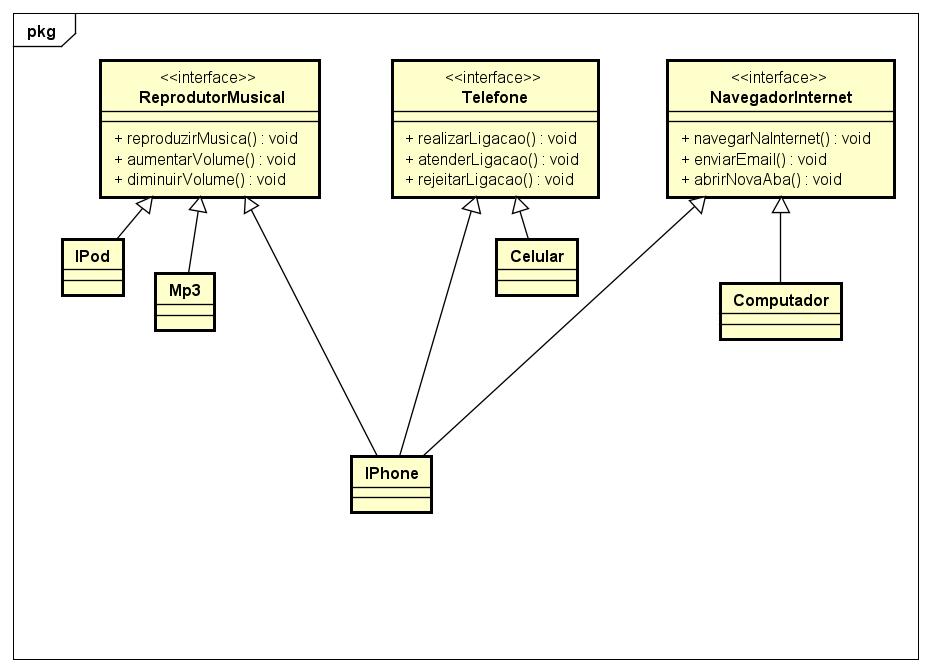 pkg
<<interface>>
ReprodutorMusical
+ reproduzirMusica() : void
+ aumentarVolume() : void
+ diminuirVolume() : void
<<interface>>
Telefone
+ realizarLigacao() : void
+ atenderLigacao() : void
+ rejeitarLigacao() : void
<<interface>>
NavegadorInternet
+ navegarNaInternet() : void
+ enviarEmail() : void
+ abrirNovaAba() : void
IPod
Mp3
Celular
Computador
IPhone